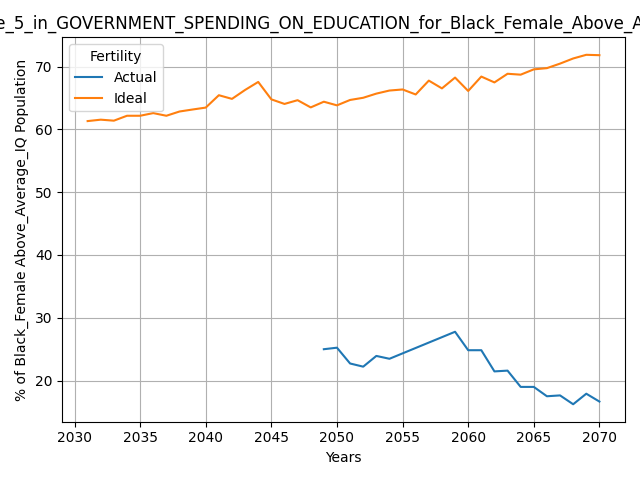 e_5_in_GOVERNMENT_SPENDING_ON_EDUCATION_for_Black_Female_Above_A
Fertility
Actual
Ideal
% of Black_Female Above_Average_IQ Population
70
60
50
40
30
20
2030 2035 2040 2045 2050 2055 2060 2065 2070
Years